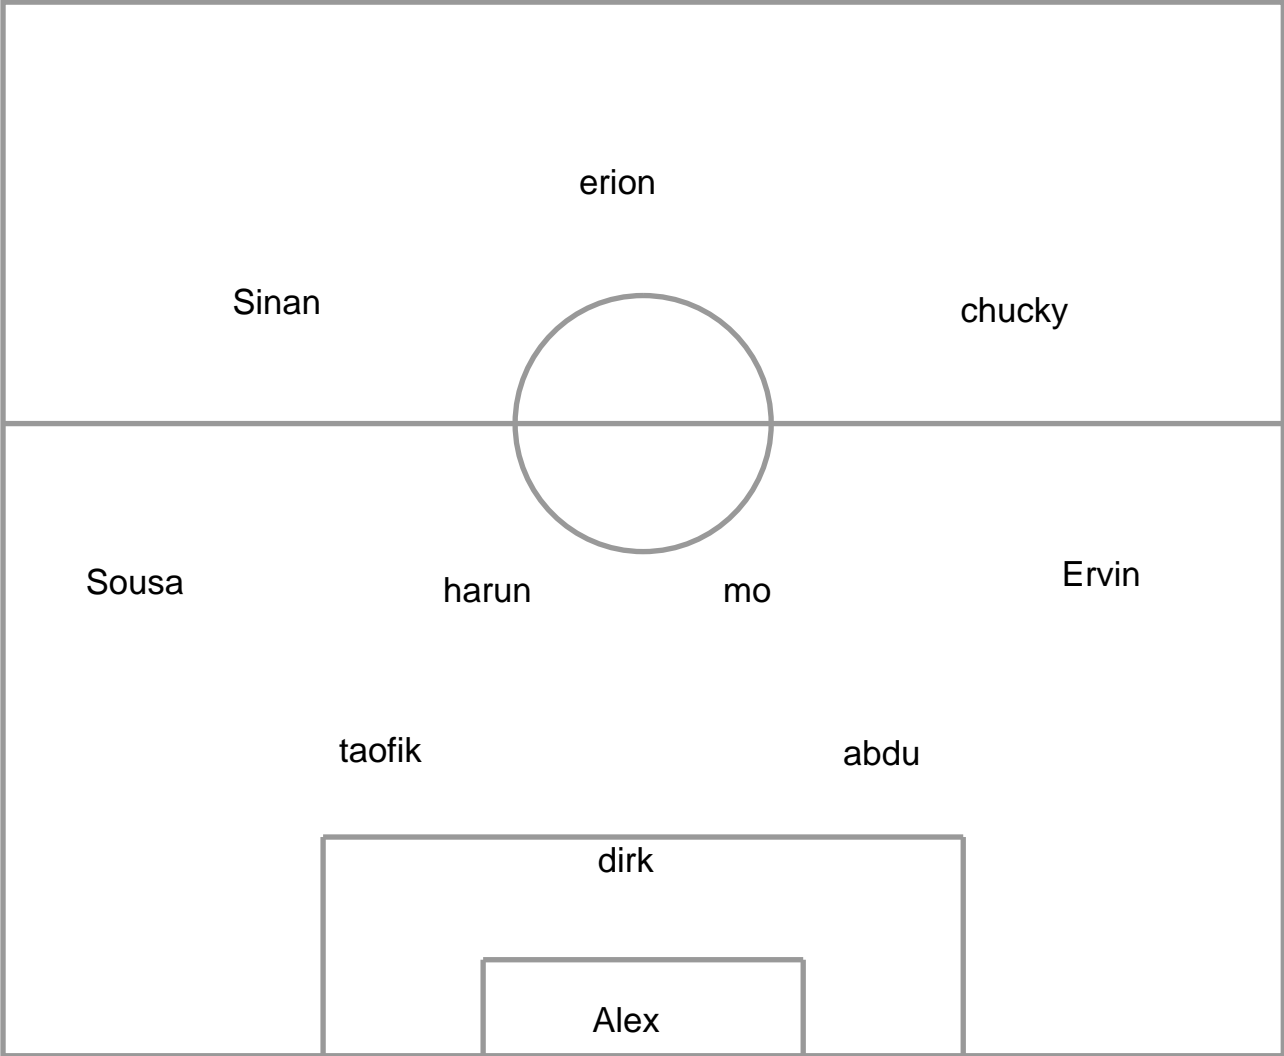 erion
Sinan
chucky
Sousa
harun
mo
Ervin
taofik
abdu
dirk
Alex